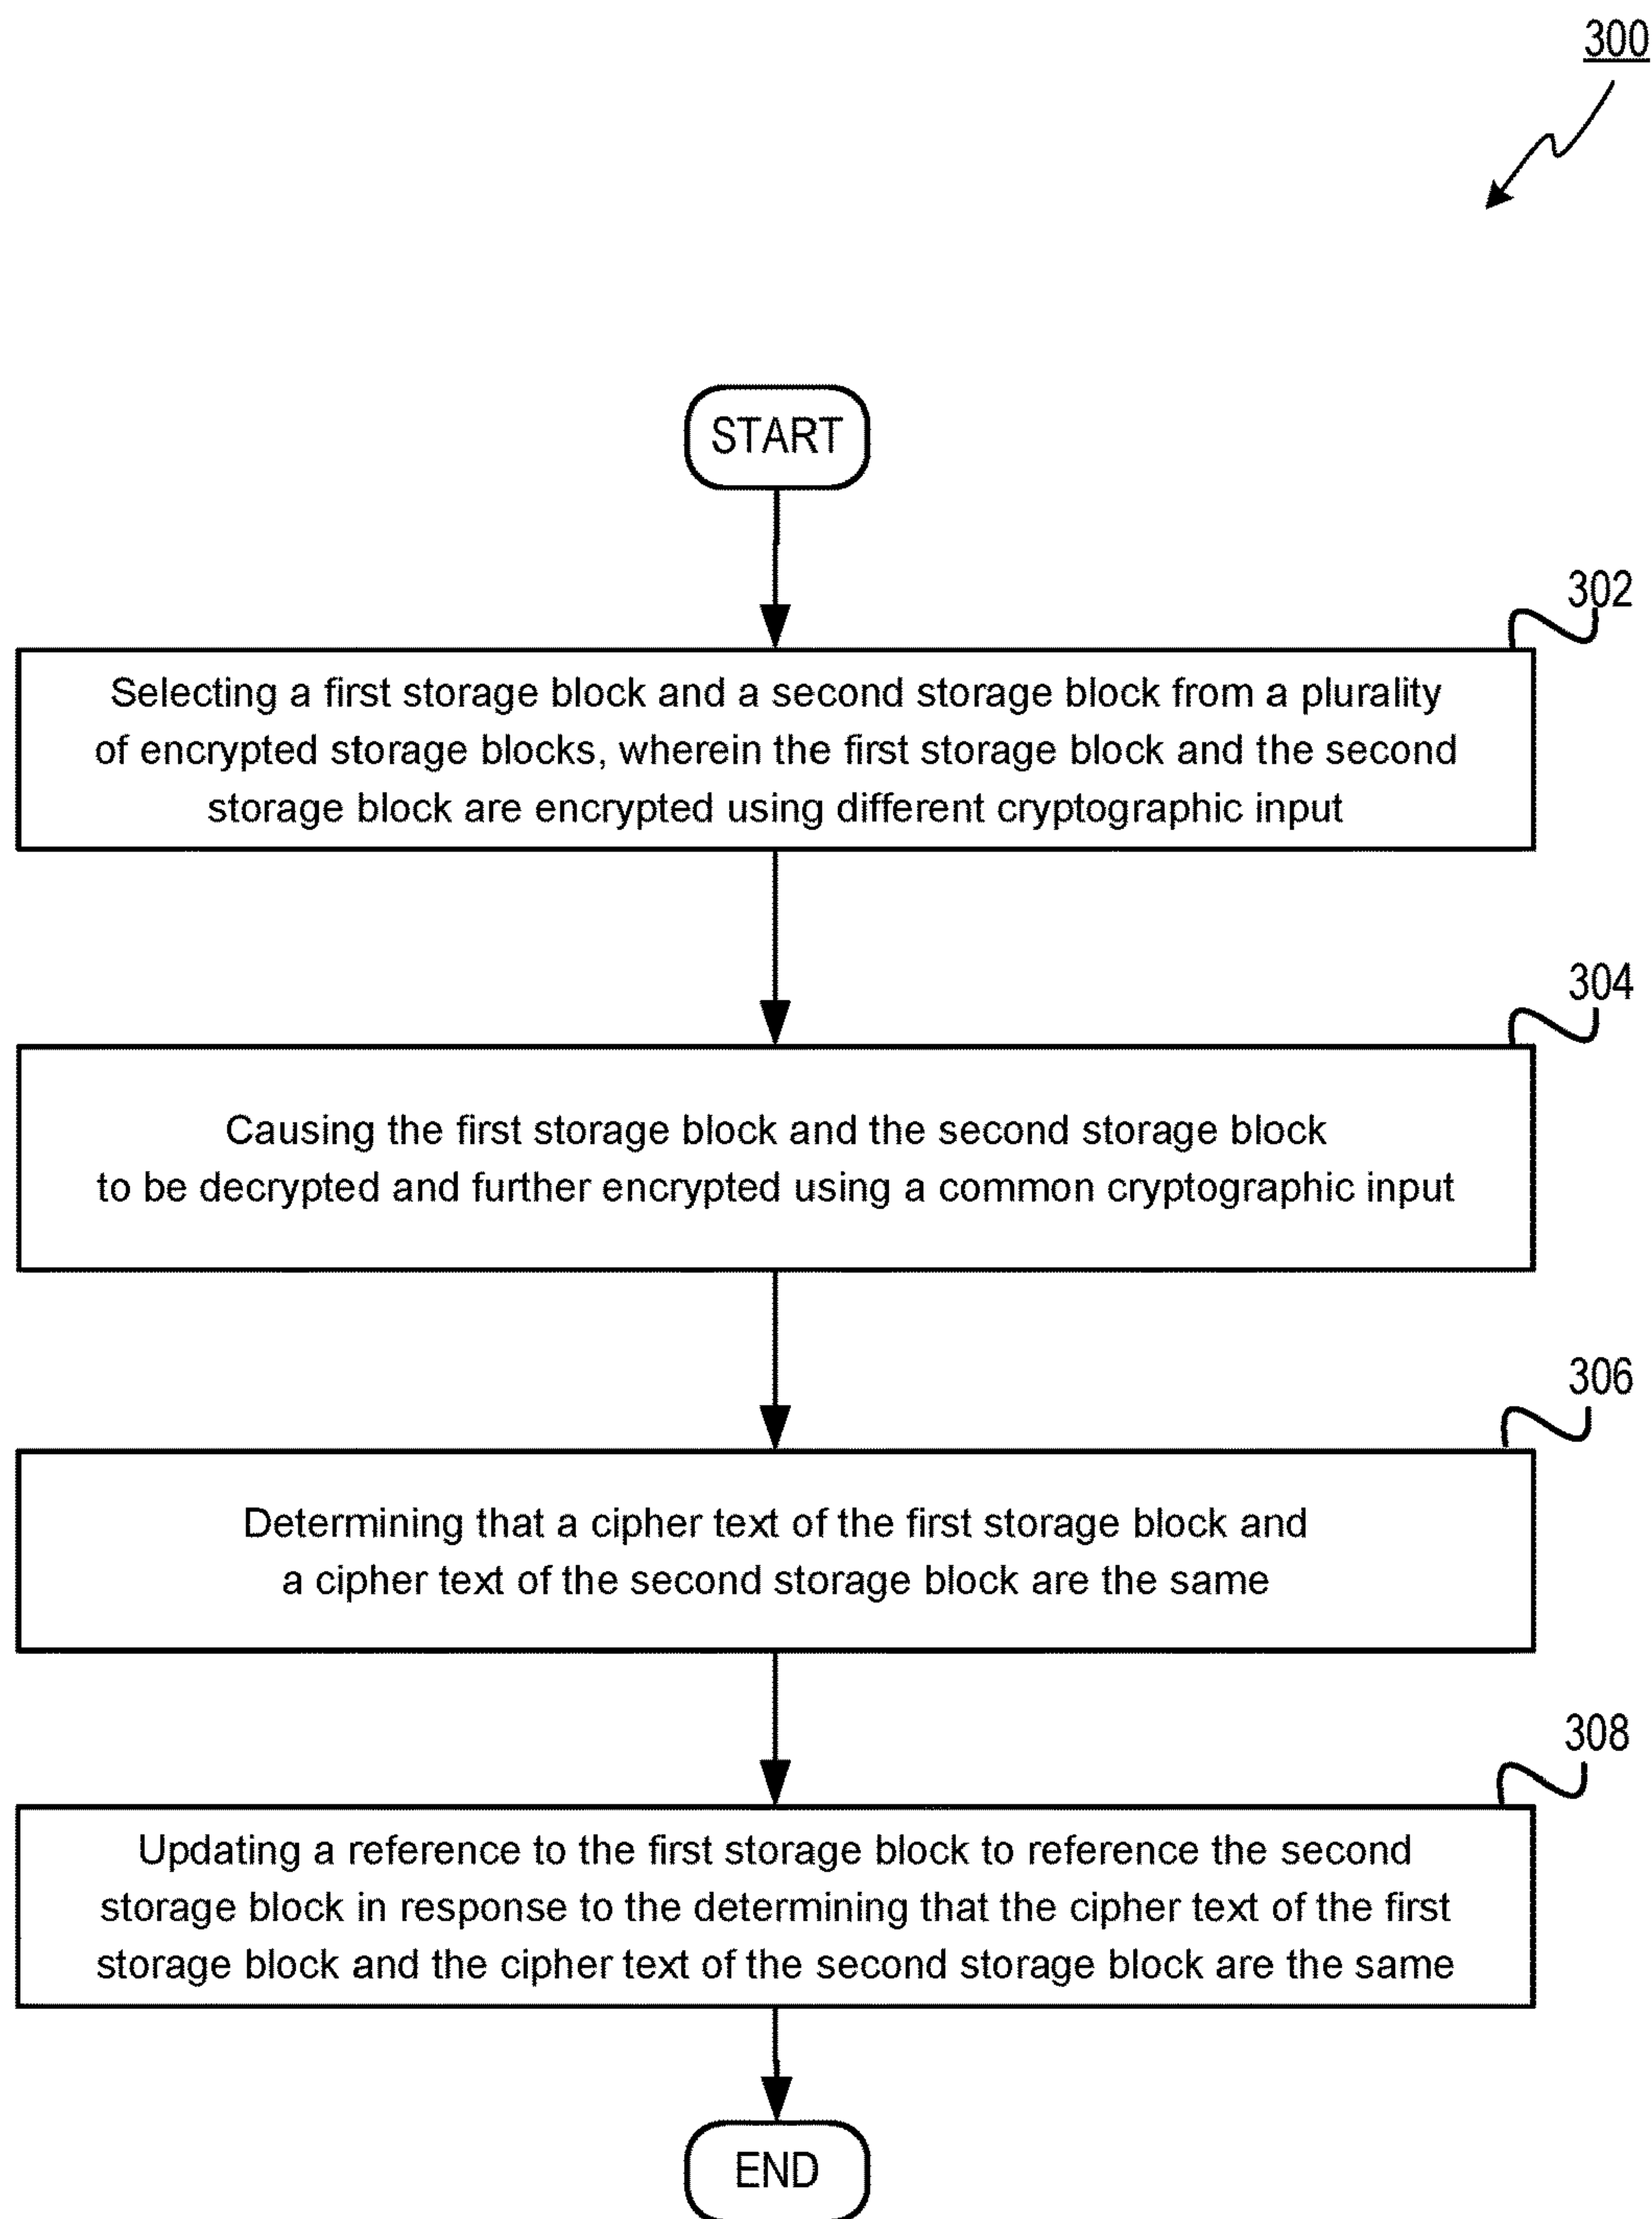 300
START
302
Selecting a first storage block and a second storage block from a plurality
of encrypted storage blocks, wherein the first storage block and the second
storage block are encrypted using different cryptographic input
304
Causing the first storage block and the second storage block
to be decrypted and further encrypted using a common cryptographic input
306
Determining that a cipher text of the first storage block and
a cipher text of the second storage block are the same
308
Updating a reference to the first storage block to reference the second
storage block in response to the determining that the cipher text of the first
storage block and the cipher text of the second storage block are the same
END